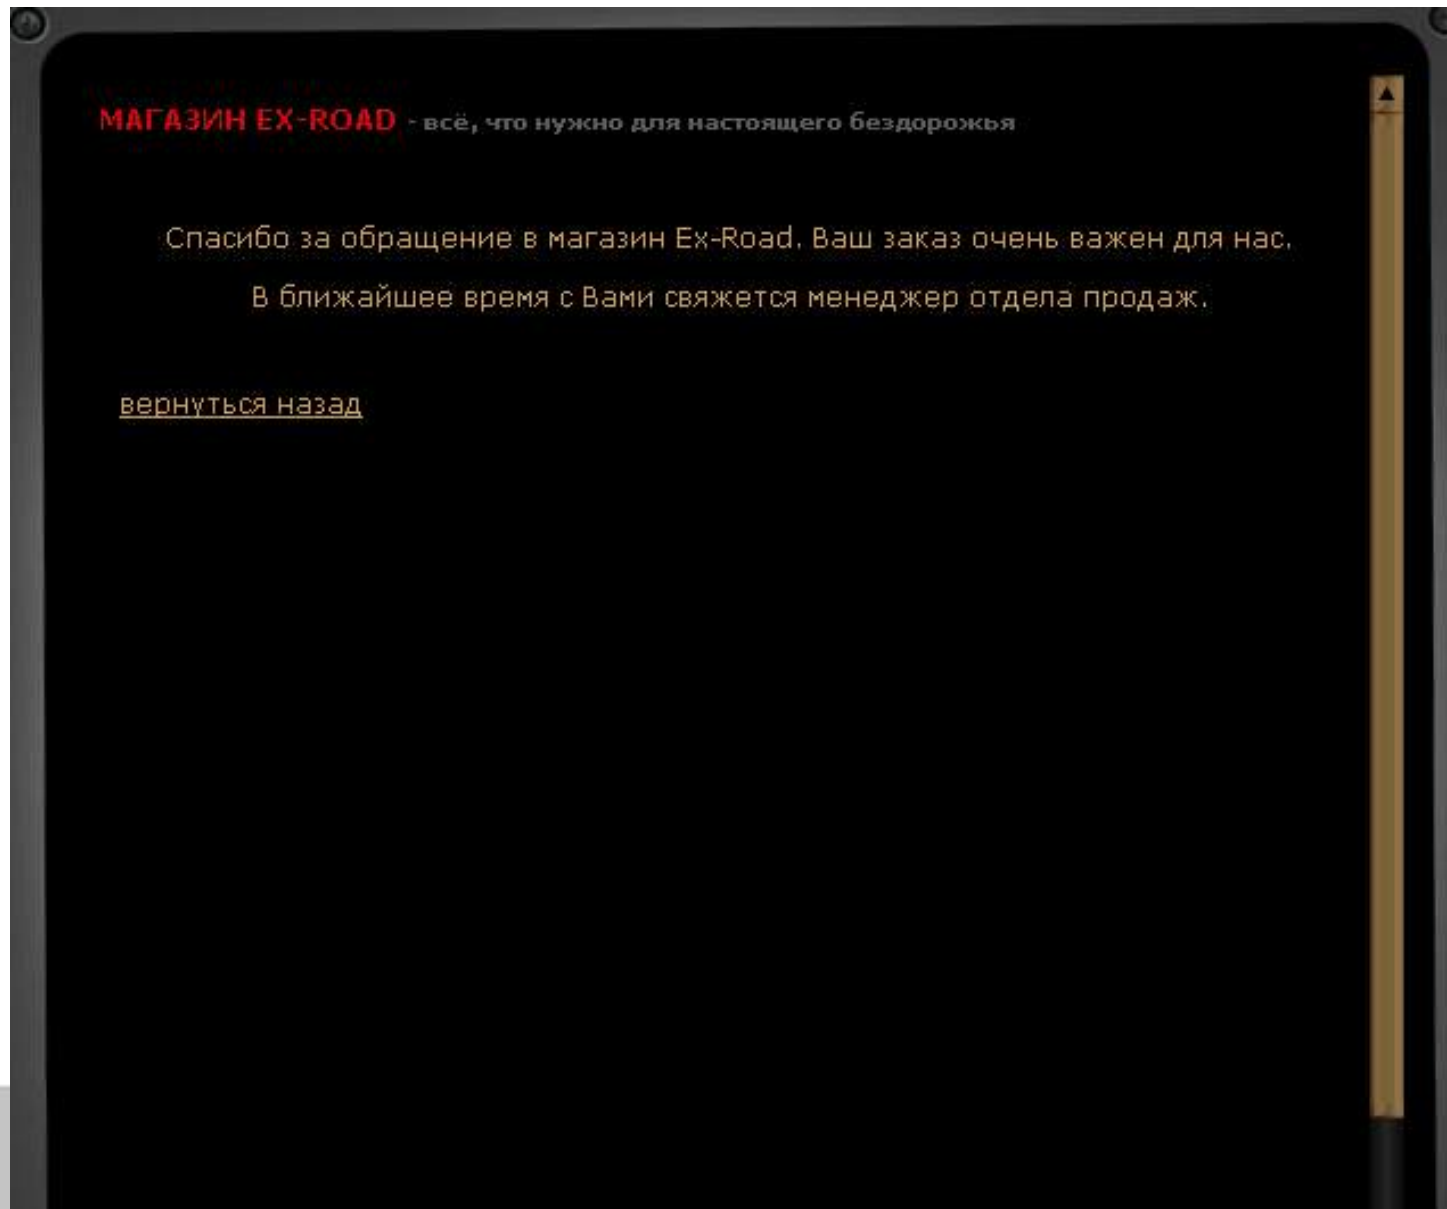 МАГАЗИН EX-ROAD - всё, что нужно для настоящего бездорожья
Спасибо за обращение в магазин Ex-Road. Ваш заказ очень важен для нас.
В ближайшее время с Вами свяжется менеджер отдела продаж.
вернуться назад